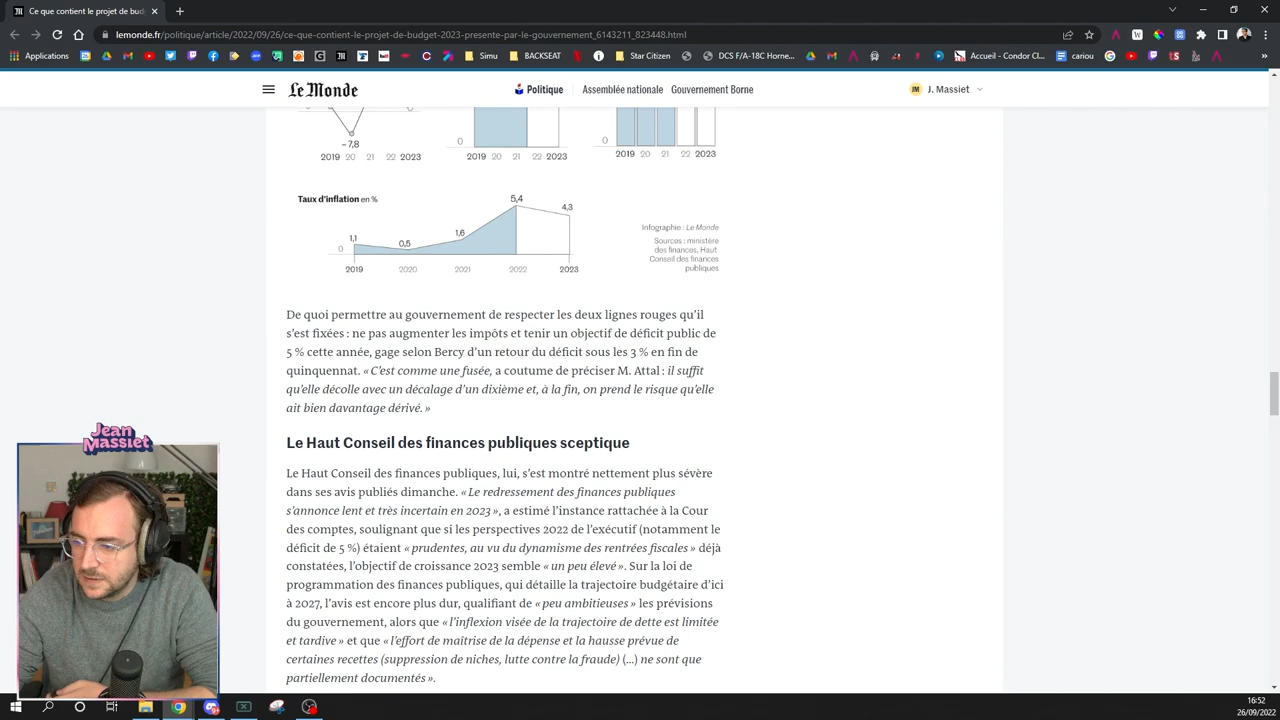 Ce que contient le projet de bud
lemonde.fr/politique/article/2022/09/26/ce-que-contient-le-projet-de-budget-2023-presente-par-le-gouvernement_6143211_823448.html
Applications
Simu
BACKSEAT
Star Citizen
DCS F/A-18C Horne...
Accueil - Condor Cl...
cariou
Le Monde
Politique
Assemblée nationale
Gouvernement Borne
JM
J. Massiet
– 7,8
0
0
2019 20 21 22 2023
2019 20 21 22 2023
2019 20 21 22 2023
Taux d'inflation en %
1,1
0,5
1,6
5,4
4,3
0
2019 2020 2021 2022 2023
Infographie : Le Monde
Sources : ministère
des finances, Haut
Conseil des finances
publiques
De quoi permettre au gouvernement de respecter les deux lignes rouges qu'il
s'est fixées : ne pas augmenter les impôts et tenir un objectif de déficit public de
5 % cette année, gage selon Bercy d'un retour du déficit sous les 3 % en fin de
quinquennat. « C'est comme une fusée, a coutume de préciser M. Attal : il suffit
qu'elle décolle avec un décalage d'un dixième et, à la fin, on prend le risque qu'elle
ait bien davantage dérivé. »
Le Haut Conseil des finances publiques sceptique
Le Haut Conseil des finances publiques, lui, s'est montré nettement plus sévère
dans ses avis publiés dimanche. « Le redressement des finances publiques
s'annonce lent et très incertain en 2023 », a estimé l'instance rattachée à la Cour
des comptes, soulignant que si les perspectives 2022 de l'exécutif (notamment le
déficit de 5 %) étaient « prudentes, au vu du dynamisme des rentrées fiscales » déjà
constatées, l'objectif de croissance 2023 semble « un peu élevé ». Sur la loi de
programmation des finances publiques, qui détaille la trajectoire budgétaire d'ici
à 2027, l'avis est encore plus dur, qualifiant de « peu ambitieuses » les prévisions
du gouvernement, alors que « l'inflexion visée de la trajectoire de dette est limitée
et tardive » et que « l'effort de maîtrise de la dépense et la hausse prévue de
certaines recettes (suppression de niches, lutte contre la fraude) (…) ne sont que
partiellement documentés ».
Jean
Massiet
16:52
26/09/2022